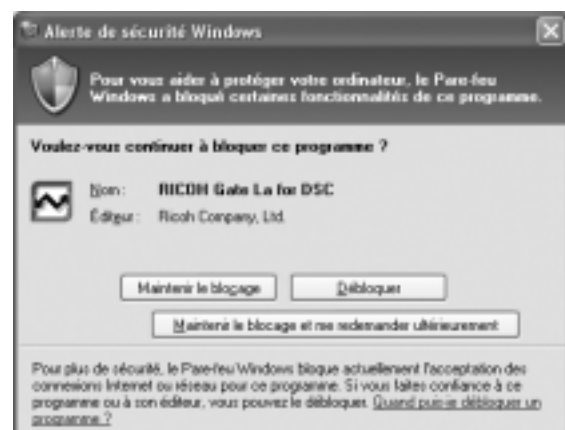 Alerte de sécurité Windows
Pour vous aider à protéger votre ordinateur, le Pare-feu
Windows a bloqué certaines fonctionnalités de ce programme.
Voulez-vous continuer à bloquer ce programme ?
Nom : RICOH Gate La for DSC
Éditeur : Ricoh Company, Ltd.
Maintenir le blocage Débloquer
Maintenir le blocage et me redemander ultérieurement
Pour plus de sécurité, le Pare-feu Windows bloque actuellement l'acceptation des
connexions Internet ou réseau pour ce programme. Si vous faites confiance à ce
programme ou à son éditeur, vous pouvez le débloquer. Quand puis-je débloquer un
programme ?